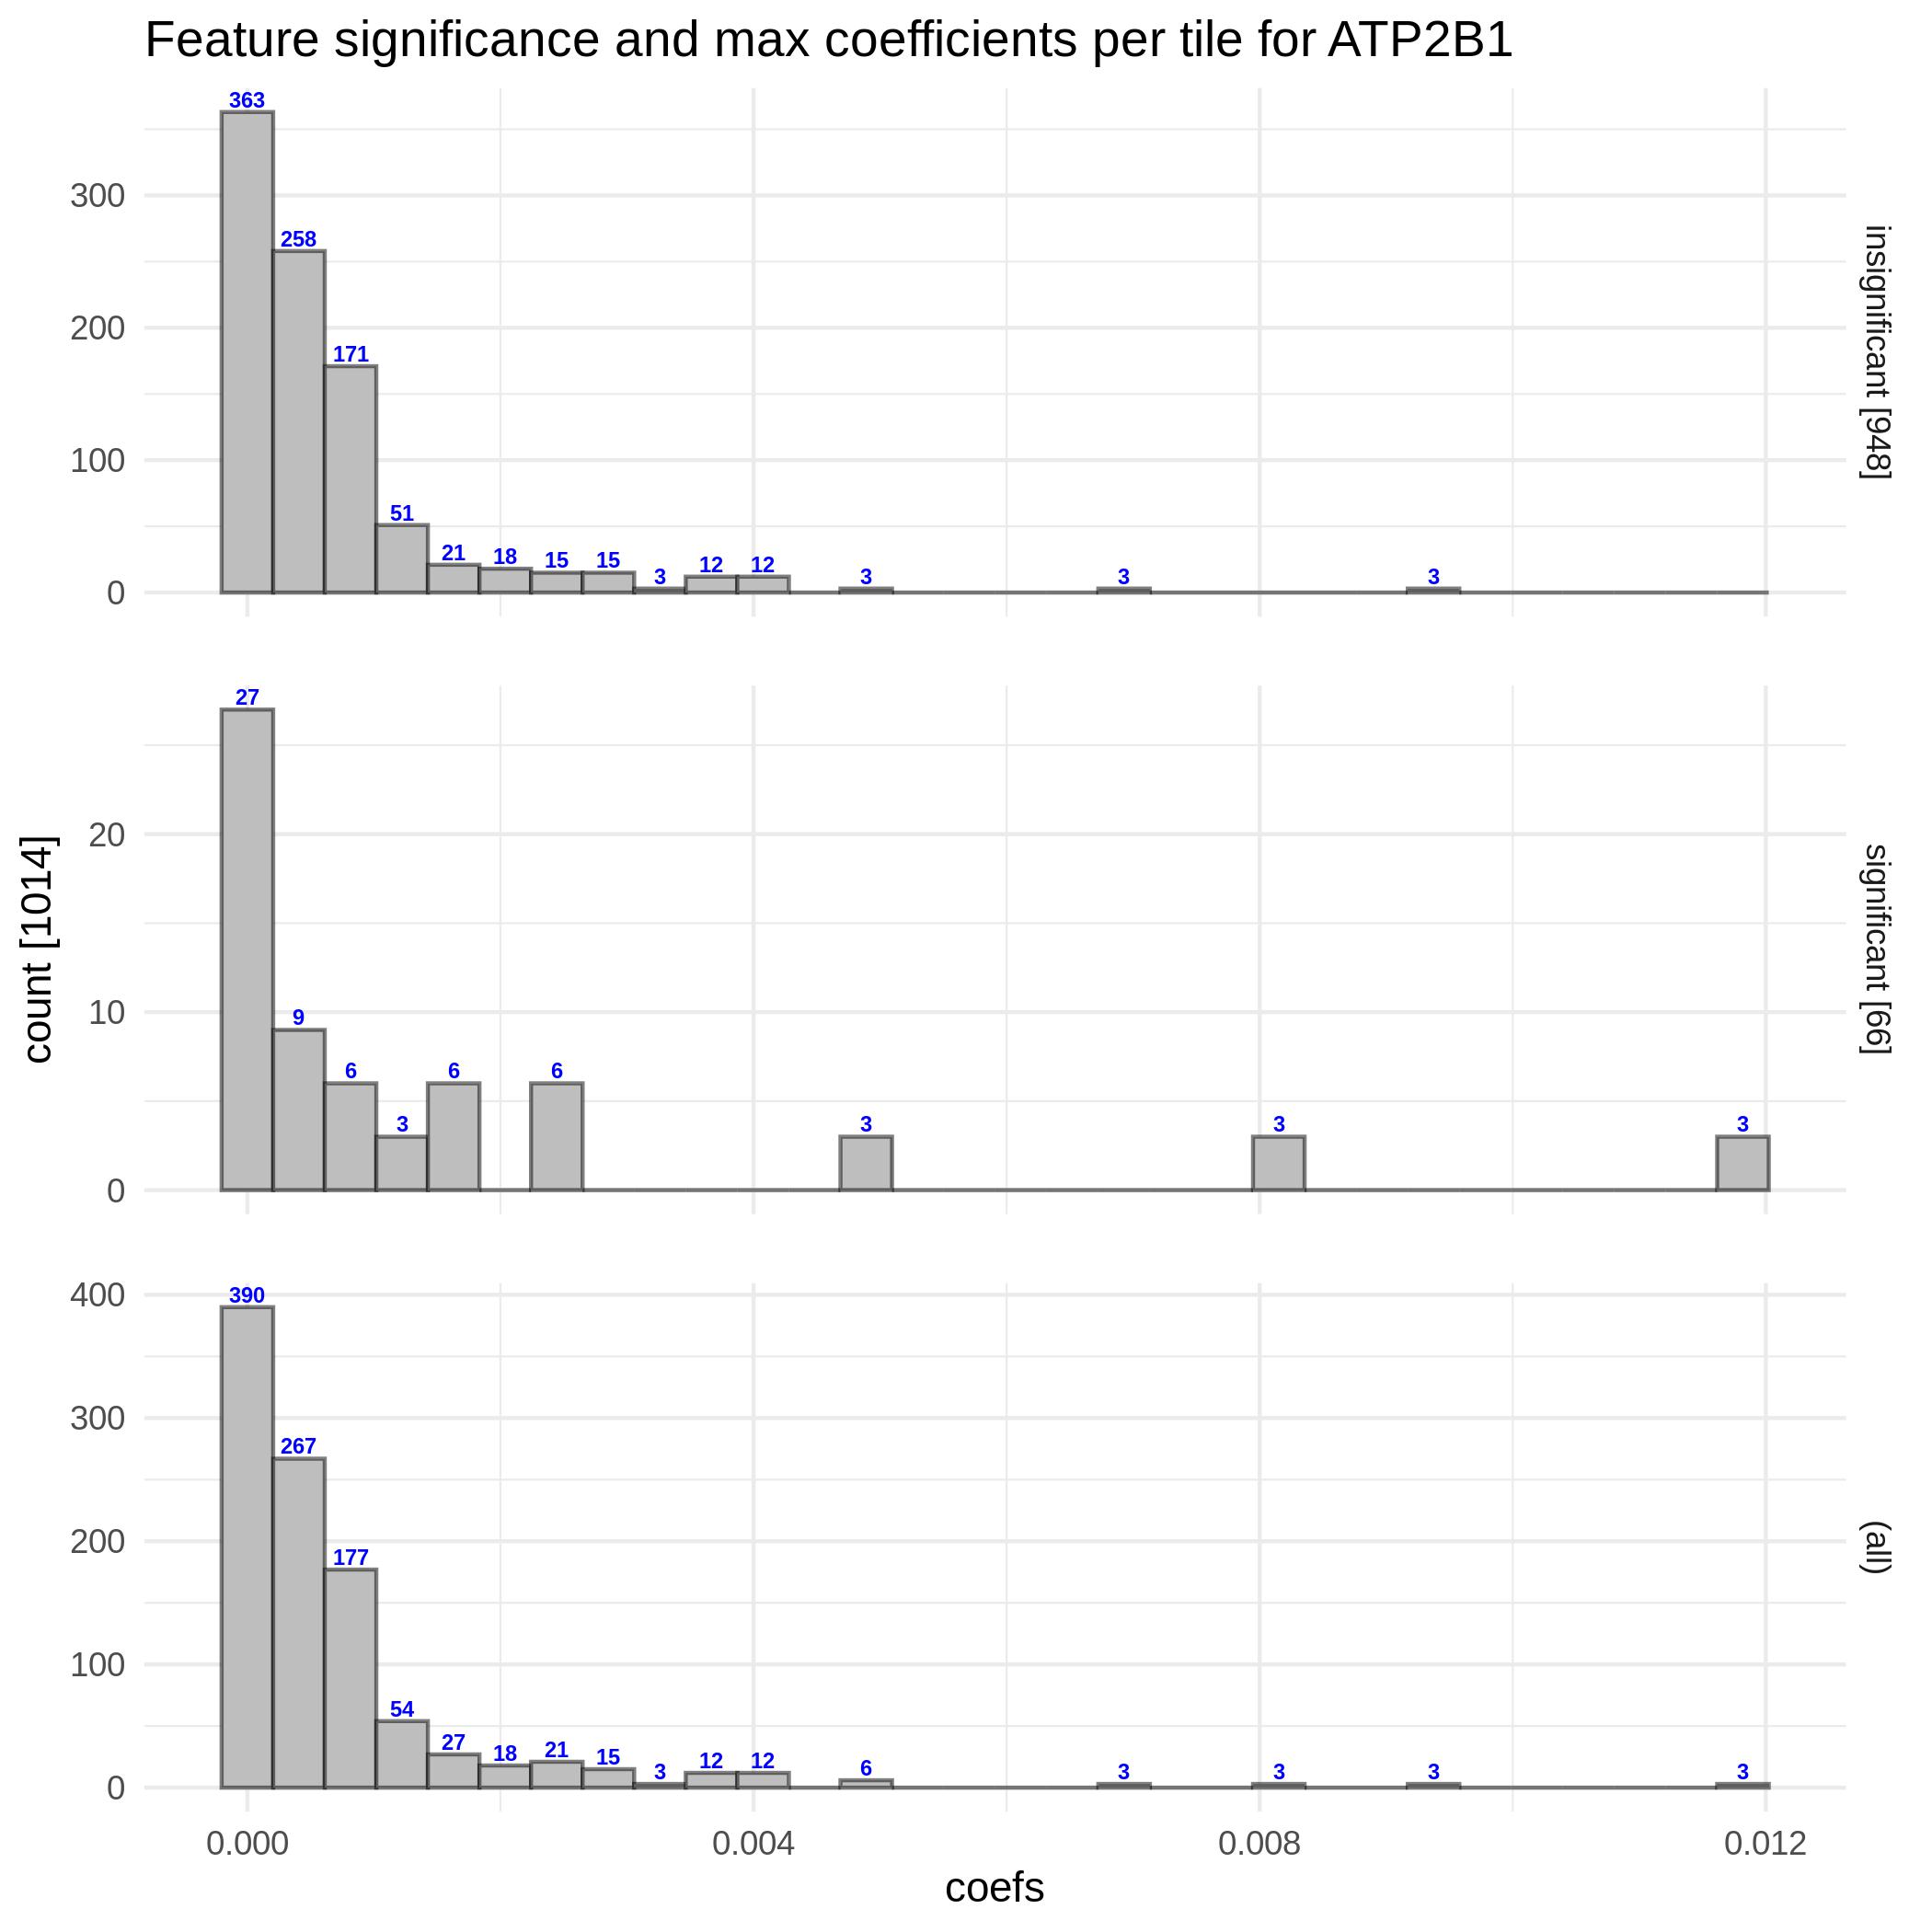 Feature significance and max coefficients per tile for ATP2B1
363
258
171
51
21 18 15 15 3 12 12 3 3 3
300
200
100
0
insignificant [948]
27
9
6 3 6 6 3 3 3
20
10
0
significant [66]
count [1014]
390
267
177
54
27 18 21 15 3 12 12 6 3 3 3 3
400
300
200
100
0
(all)
0.000 0.004 0.008 0.012
coefs